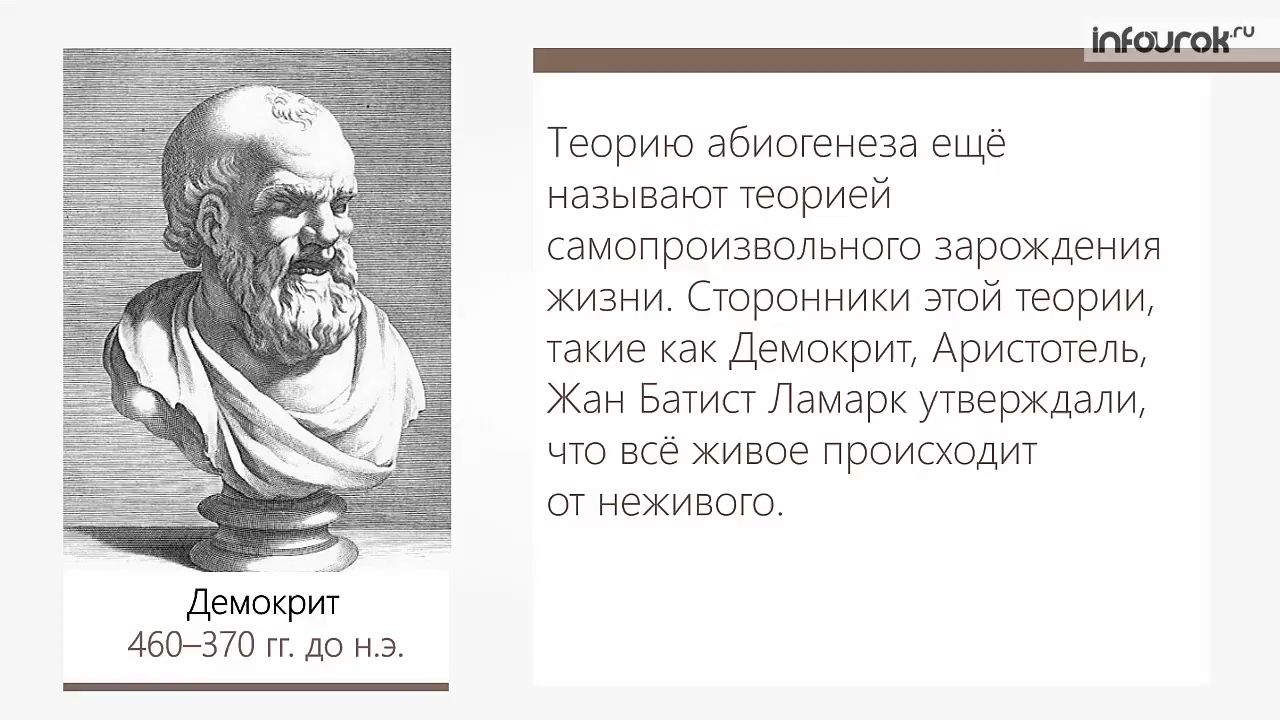 infourok.ru
Теорию абиогенеза ещё
называют теорией
самопроизвольного зарождения
жизни. Сторонники этой теории,
такие как Демокрит, Аристотель,
Жан Батист Ламарк утверждали,
что всё живое происходит
от неживого.
Демокрит
460–370 гг. до н.э.